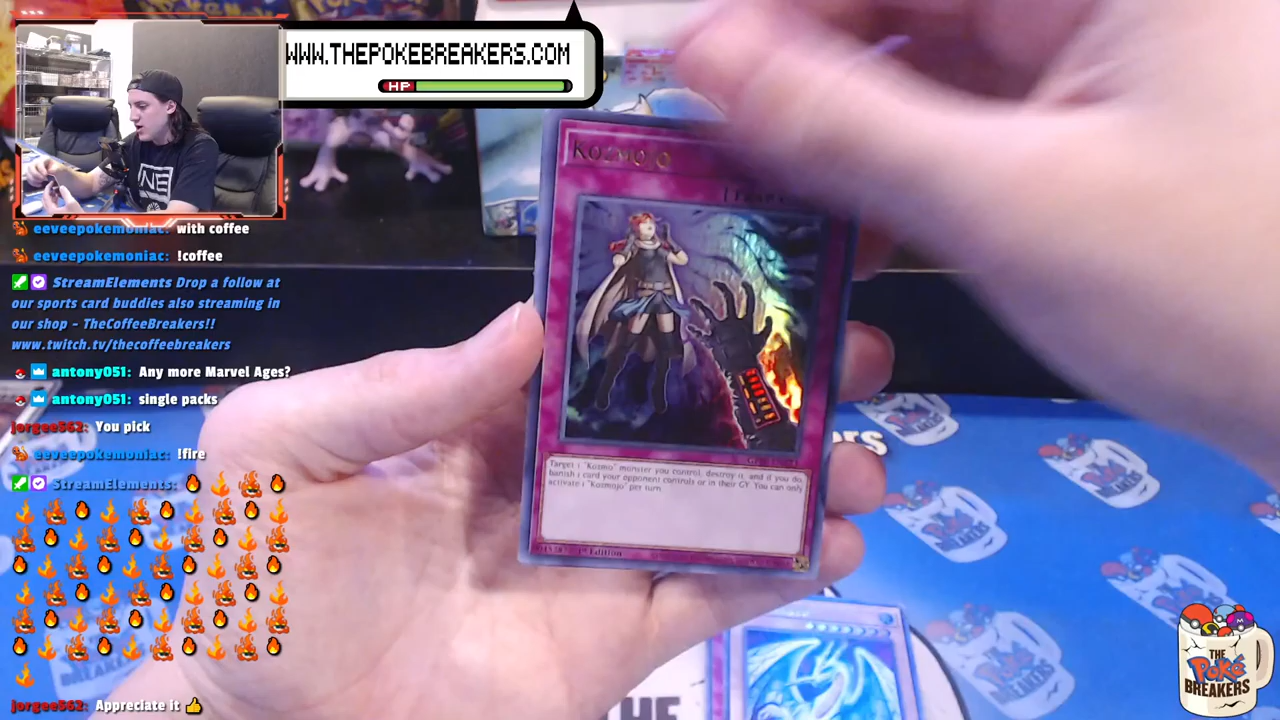 WWW.THEPOKEBREAKERS.COM
HP
NE
eeveepokemoniac: with coffee
eeveepokemoniac: !coffee
StreamElements Drop a follow at
our sports card buddies also streaming in
our shop - TheCoffeeBreakers!!
www.twitch.tv/thecoffeebreakers
antony051: Any more Marvel Ages?
antony051: single packs
jorgee562: You pick
eeveepokemoniac: !fire
StreamElements:
jorgee562: Appreciate it
Target 1 "Kozmo" monster you control; destroy it, and if you do,
banish 1 card your opponent controls or in their GY. You can only
activate 1 "Kozmojo" per turn.
1st Edition
THE
THE
Poké
BREAKERS